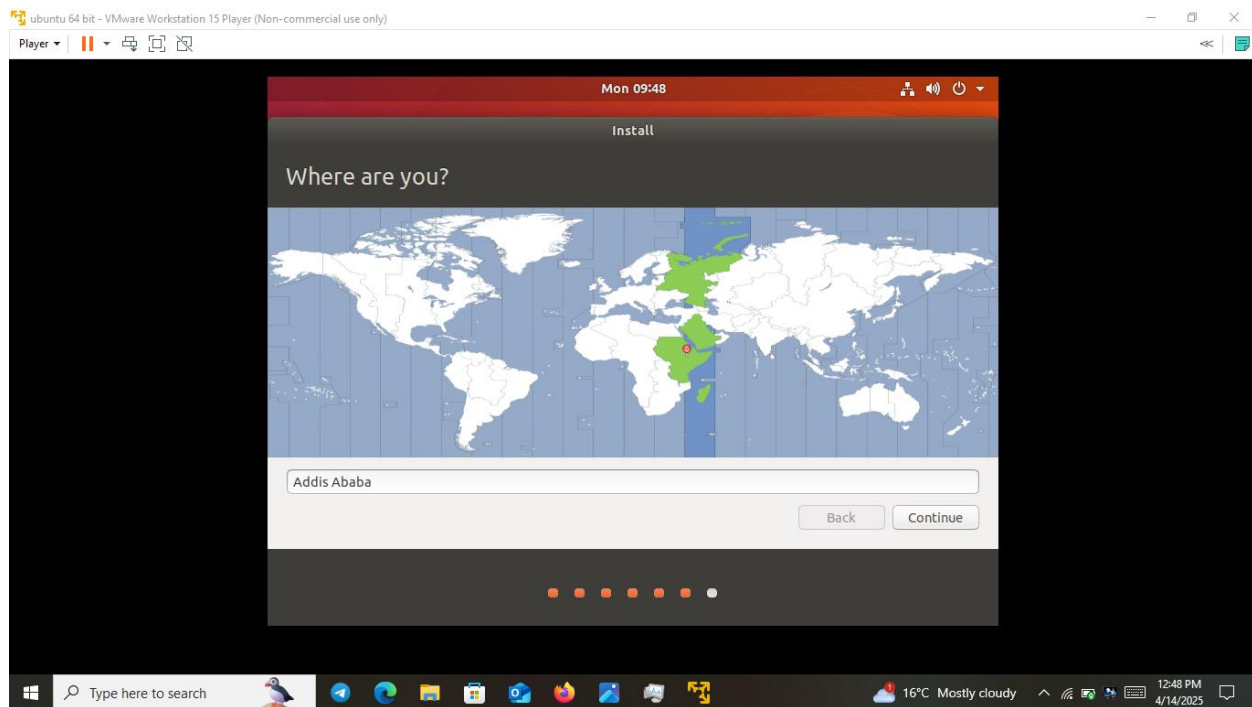 ubuntu 64 bit - VMware Workstation 15 Player (Non-commercial use only)
Player
Mon 09:48
Install
Where are you?
Addis Ababa
Back
Continue
Type here to search
1
16°C Mostly cloudy
12:48 PM
4/14/2025